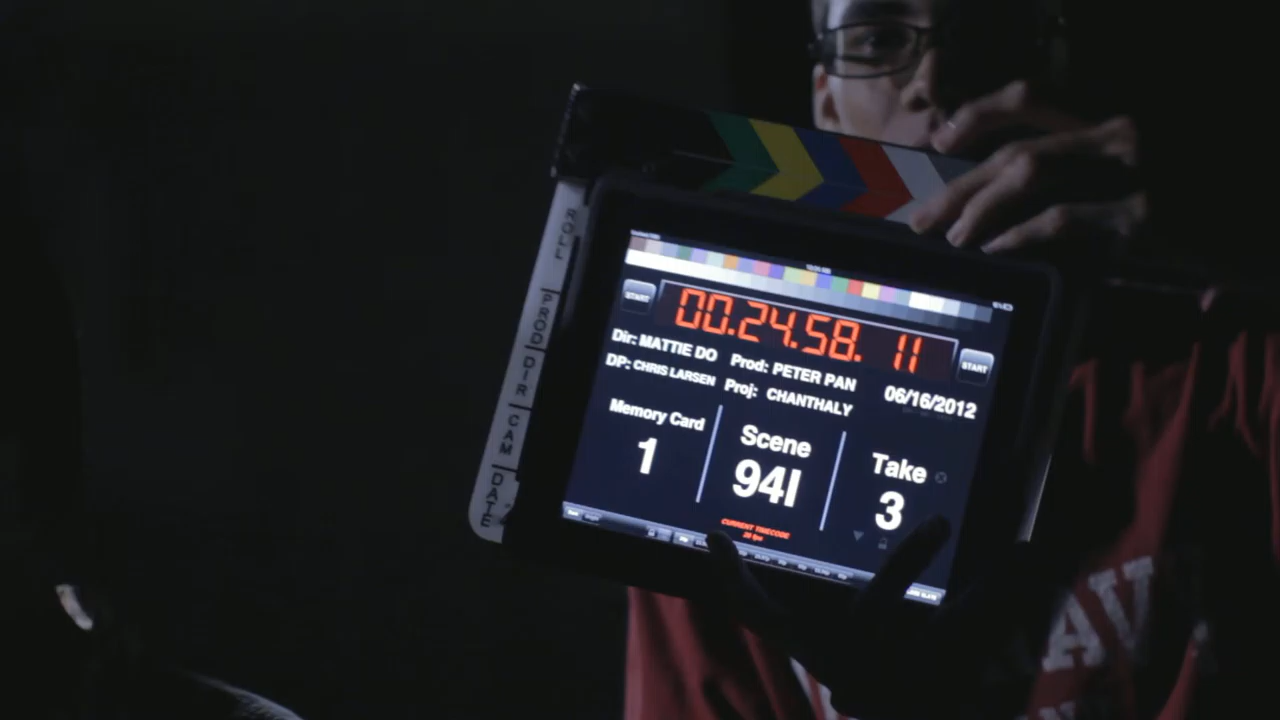 ROLL
PROD
DIR
CAM
DATE
START
00.24.58. 11
START
Dir: MATTIE DO Prod: PETER PAN
DP: CHRIS LARSEN Proj: CHANTHALY
06/16/2012
Memory Card
1
Scene
94I
Take
3
CURRENT TIMECODE
AV